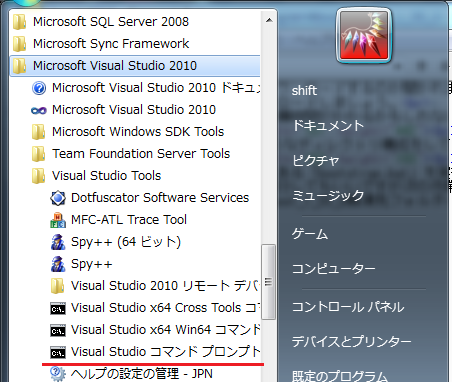 Microsoft SQL Server 2008
Microsoft Sync Framework
Microsoft Visual Studio 2010
Microsoft Visual Studio 2010 ドキュメ
Microsoft Visual Studio 2010
Microsoft Windows SDK Tools
Team Foundation Server Tools
Visual Studio Tools
Dotfuscator Software Services
MFC-ATL Trace Tool
Spy++ (64 ビット)
Spy++
Visual Studio 2010 リモート デバ
Visual Studio x64 Cross Tools コマ
Visual Studio x64 Win64 コマンド
Visual Studio コマンド プロンプト
ヘルプの設定の管理 - JPN
shift
ドキュメント
ピクチャ
ミュージック
ゲーム
コンピューター
コントロール パネル
デバイスとプリンター
既定のプログラム